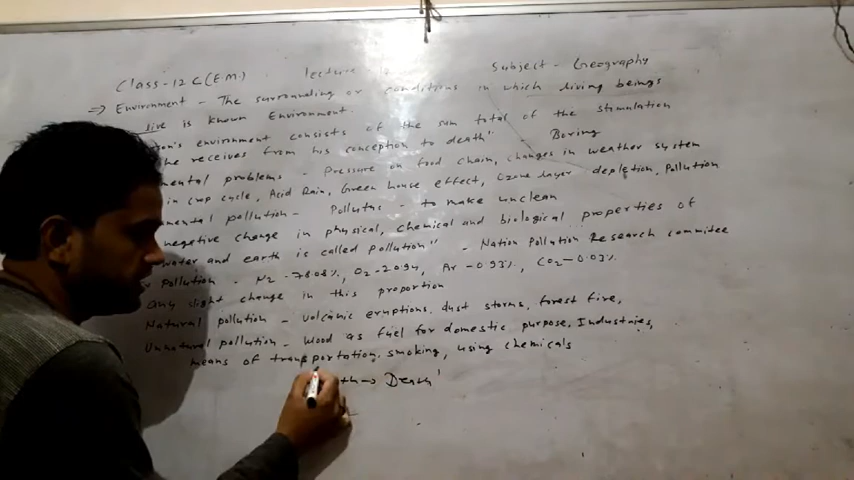 Class-12 C(EM) lecture Subject - Geography
⇒ Environment - The surrounding or conditions in which living beings
sive is known Environment.
on's environment consists of the sum total of the stimulation
he receives from his conception to death" - Boring
mental problems - Pressure on Food Chain, changes in weather system
in crop cycle, Acid Rain, Green house effect, Ozone layer depletion, Pollution
nmental pollution - to make unclean
negetive change in physical, chemical and biological properties of
water and earth is called Pollution" - Nation Pollution Research commitee
r Pollution - N2 - 78.08%, O2 - 20.94, Ar - 0.93%, CO2 - 0.03%
any slight change in this proportion
Natural pollution - volcanic eruptions, dust storms, forest fire,
Unnatural pollution - Wood as fuel for domestic purpose, Industries,
means of transportation, smoking, using chemicals
th → Death